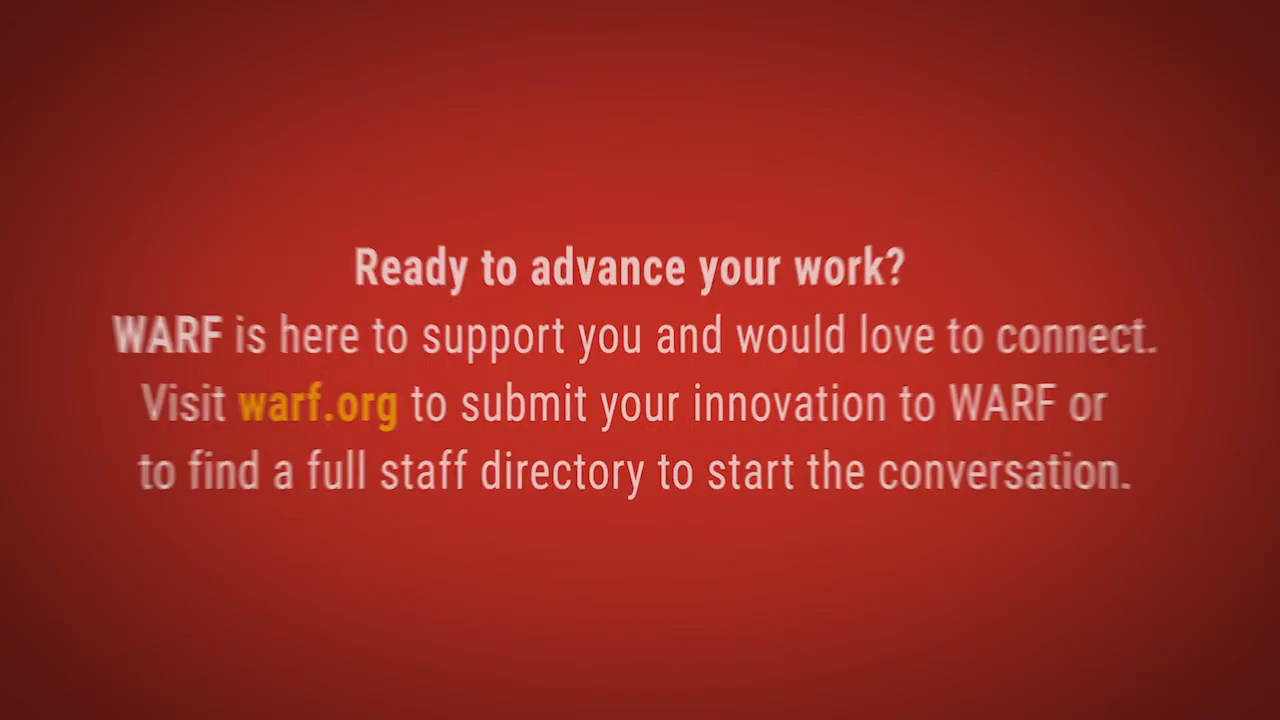 Ready to advance your work?
WARF is here to support you and would love to connect.
Visit warf.org to submit your innovation to WARF or
to find a full staff directory to start the conversation.